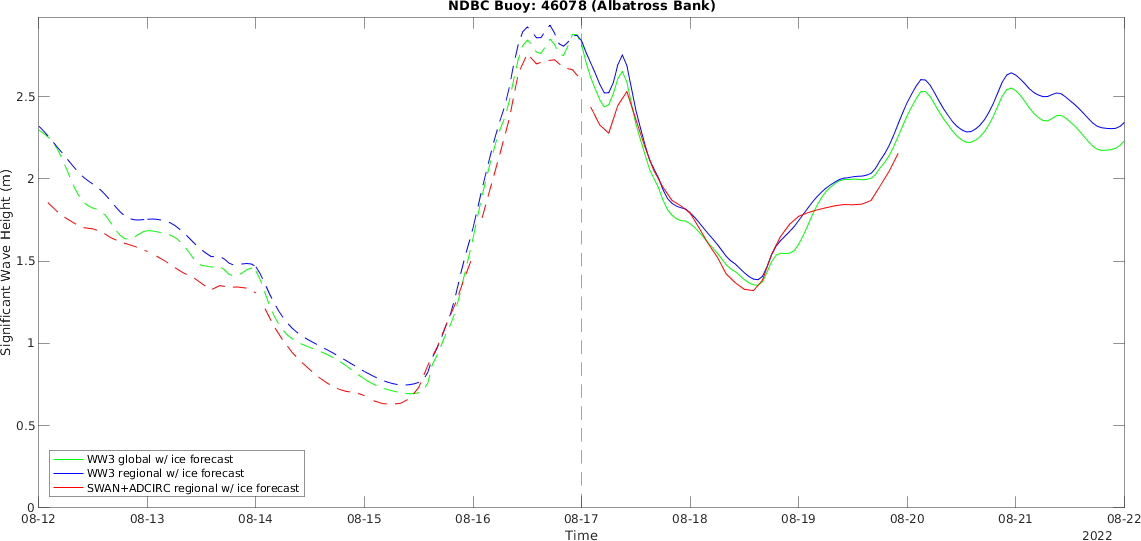 NDBC Buoy: 46078 (Albatross Bank)
Significant Wave Height (m)
2.5
2
1.5
1
0.5
0
WW3 global w/ ice forecast
WW3 regional w/ ice forecast
SWAN+ADCIRC regional w/ ice forecast
08-12 08-13 08-14 08-15 08-16 08-17 08-18 08-19 08-20 08-21 08-22
Time
2022